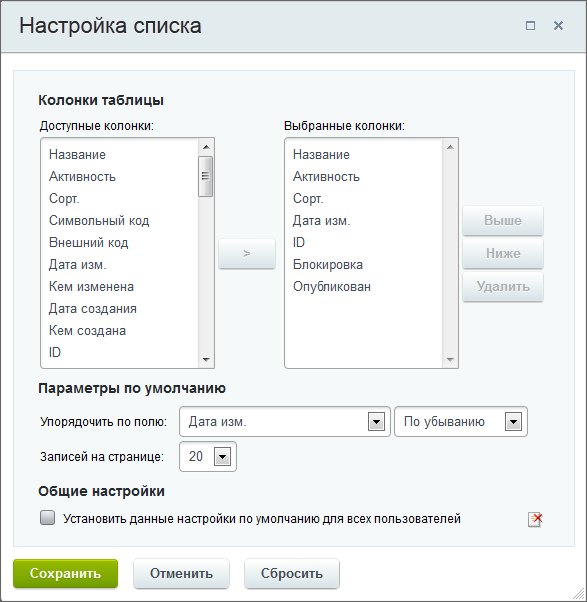 Настройка списка
Колонки таблицы
Доступные колонки:
Название
Активность
Сорт.
Символьный код
Внешний код
Дата изм.
Кем изменена
Дата создания
Кем создана
ID
>
Выбранные колонки:
Название
Активность
Сорт.
Дата изм.
ID
Блокировка
Опубликован
Выше
Ниже
Удалить
Параметры по умолчанию
Упорядочить по полю: Дата изм. По убыванию
Записей на странице: 20
Общие настройки
Установить данные настройки по умолчанию для всех пользователей
Сохранить Отменить Сбросить